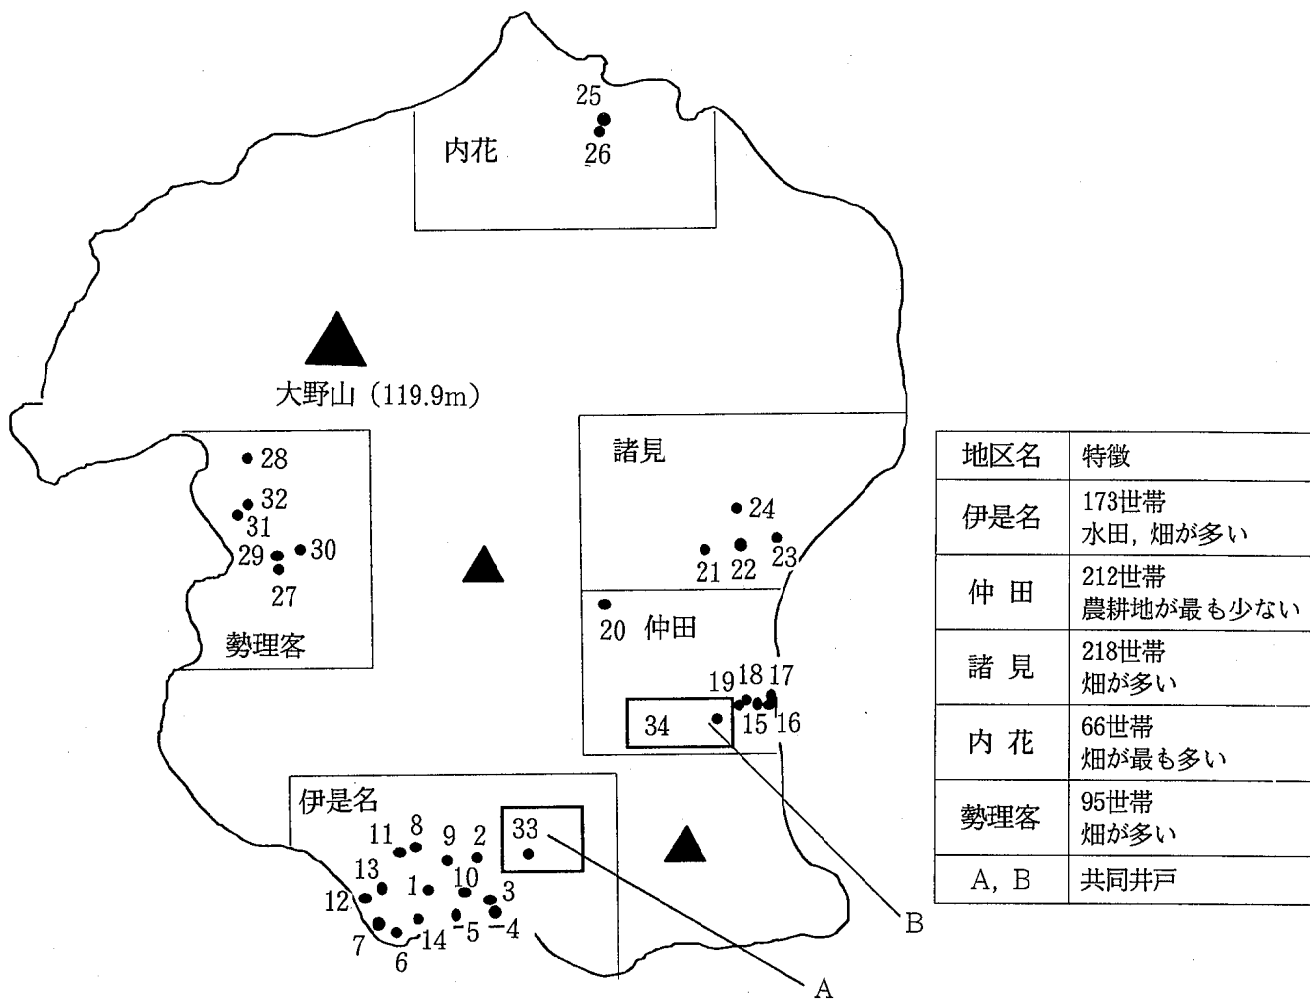 25
内花
26
大野山（119.9m）
28
32
31
29
30
27
勢理客
諸見
24
21
22
23
20
仲田
19
18
17
34
15
16
伊是名
11
8
9
2
33
13
1
10
3
12
7
6
14
5
4
B
A
地区名 特徴
伊是名 173世帯
水田, 畑が多い
仲田 212世帯
農耕地が最も少ない
諸見 218世帯
畑が多い
内花 66世帯
畑が最も多い
勢理客 95世帯
畑が多い
A, B 共同井戸